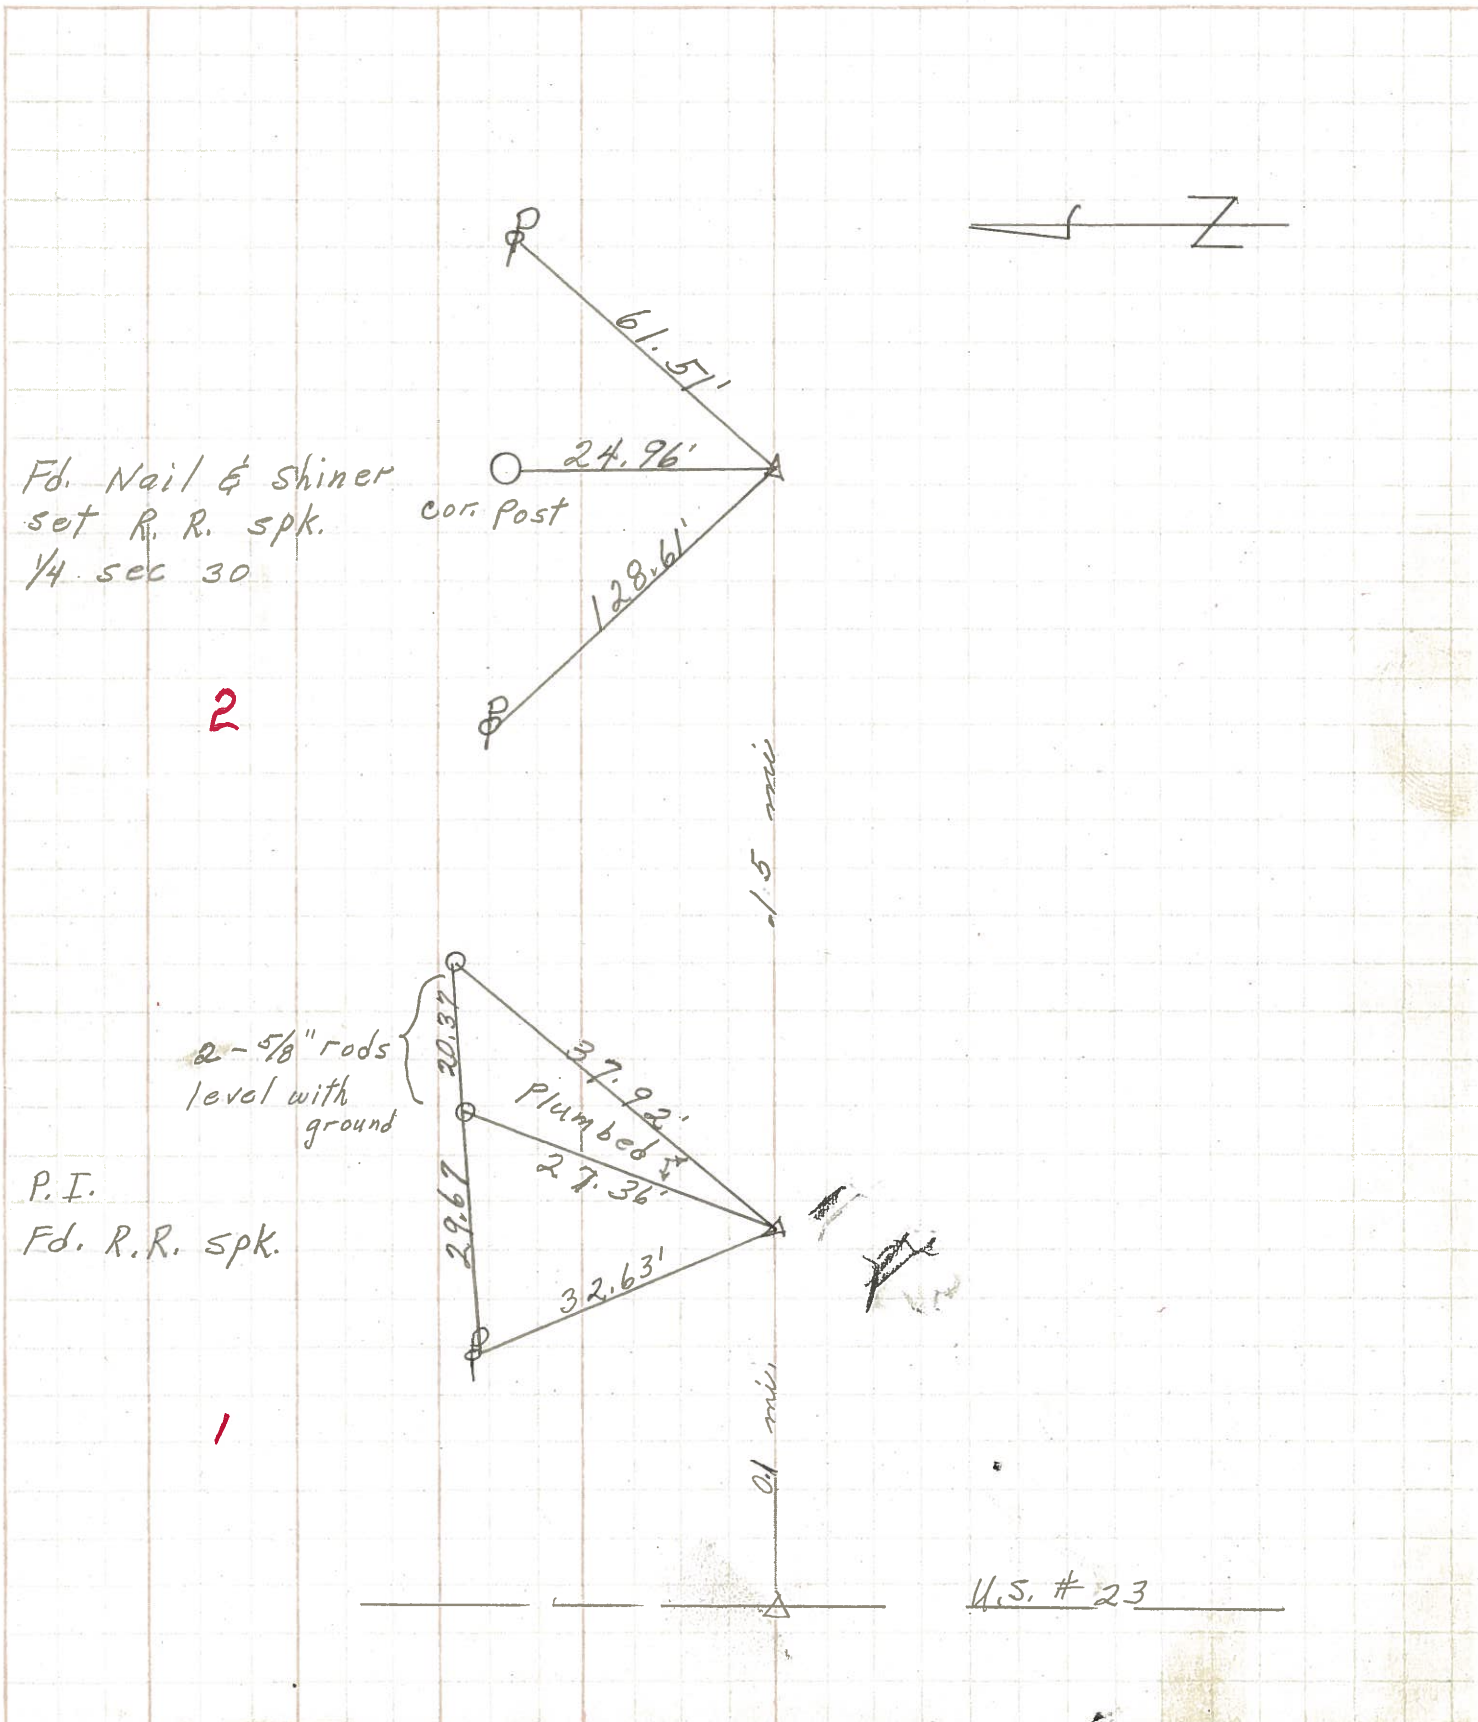 Z
P
61.51'
24.96'
Fd. Nail & shiner
set R. R. spk.
1/4 sec 30
cor. Post
128.61'
2
P
.15 mi.
20.37
2 - 5/8" rods
level with
ground
37.92'
Plumbed
27.36'
P.I.
Fd. R.R. spk.
29.67
32.63'
P
1
0.1 mi.
U.S. # 23